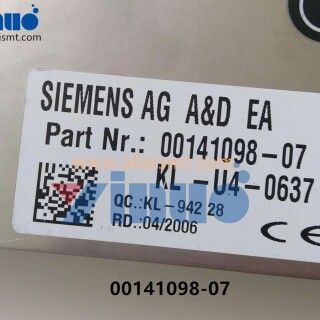 SIEMENS AG A&D EA
Part Nr.: 00141098-07
KL-U4-0637
QC.:KL-942 28
RD.:04/2006
CE
00141098-07